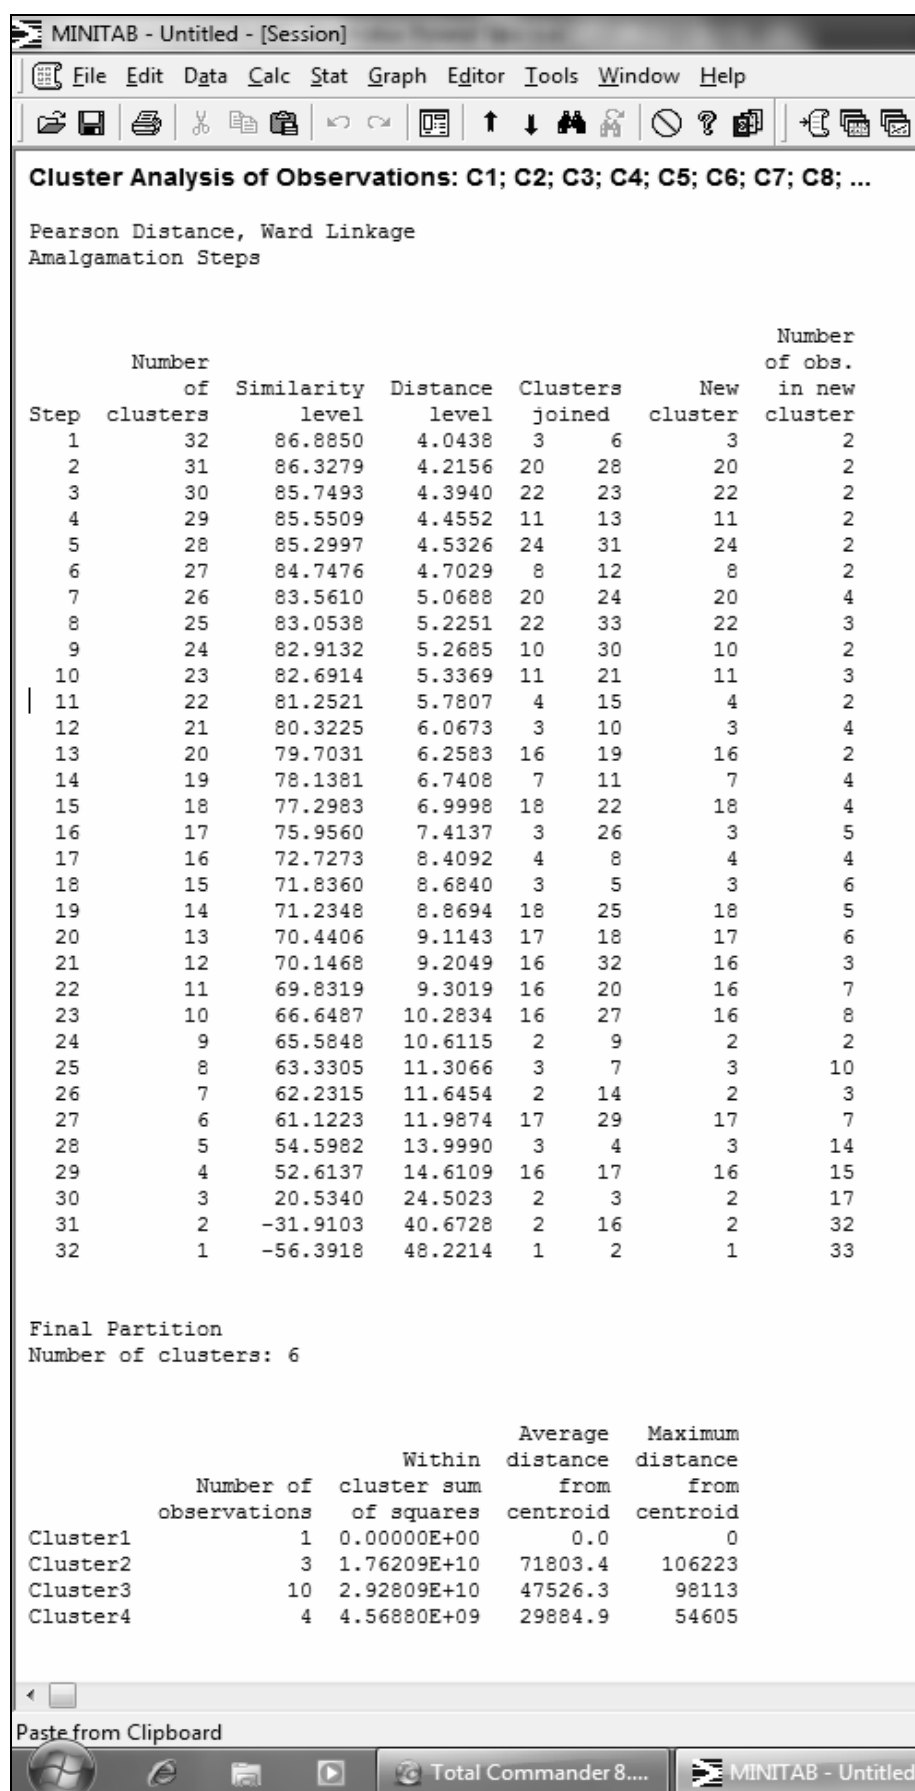 MINITAB - Untitled - [Session]
File Edit Data Calc Stat Graph Editor Tools Window Help
Cluster Analysis of Observations: C1; C2; C3; C4; C5; C6; C7; C8; ...
Pearson Distance, Ward Linkage
Amalgamation Steps
Number
Number of obs.
of Similarity Distance Clusters New in new
Step clusters level level joined cluster cluster
1 32 86.8850 4.0438 3 6 3 2
2 31 86.3279 4.2156 20 28 20 2
3 30 85.7493 4.3940 22 23 22 2
4 29 85.5509 4.4552 11 13 11 2
5 28 85.2997 4.5326 24 31 24 2
6 27 84.7476 4.7029 8 12 8 2
7 26 83.5610 5.0688 20 24 20 4
8 25 83.0538 5.2251 22 33 22 3
9 24 82.9132 5.2685 10 30 10 2
10 23 82.6914 5.3369 11 21 11 3
11 22 81.2521 5.7807 4 15 4 2
12 21 80.3225 6.0673 3 10 3 4
13 20 79.7031 6.2583 16 19 16 2
14 19 78.1381 6.7408 7 11 7 4
15 18 77.2983 6.9998 18 22 18 4
16 17 75.9560 7.4137 3 26 3 5
17 16 72.7273 8.4092 4 8 4 4
18 15 71.8360 8.6840 3 5 3 6
19 14 71.2348 8.8694 18 25 18 5
20 13 70.4406 9.1143 17 18 17 6
21 12 70.1468 9.2049 16 32 16 3
22 11 69.8319 9.3019 16 20 16 7
23 10 66.6487 10.2834 16 27 16 8
24 9 65.5848 10.6115 2 9 2 2
25 8 63.3305 11.3066 3 7 3 10
26 7 62.2315 11.6454 2 14 2 3
27 6 61.1223 11.9874 17 29 17 7
28 5 54.5982 13.9990 3 4 3 14
29 4 52.6137 14.6109 16 17 16 15
30 3 20.5340 24.5023 2 3 2 17
31 2 -31.9103 40.6728 2 16 2 32
32 1 -56.3918 48.2214 1 2 1 33
Final Partition
Number of clusters: 6
Average Maximum
Within distance distance
Number of cluster sum from from
observations of squares centroid centroid
Cluster1 1 0.00000E+00 0.0 0
Cluster2 3 1.76209E+10 71803.4 106223
Cluster3 10 2.92809E+10 47526.3 98113
Cluster4 4 4.56880E+09 29884.9 54605
Paste from Clipboard
Total Commander 8.... MINITAB - Untitled